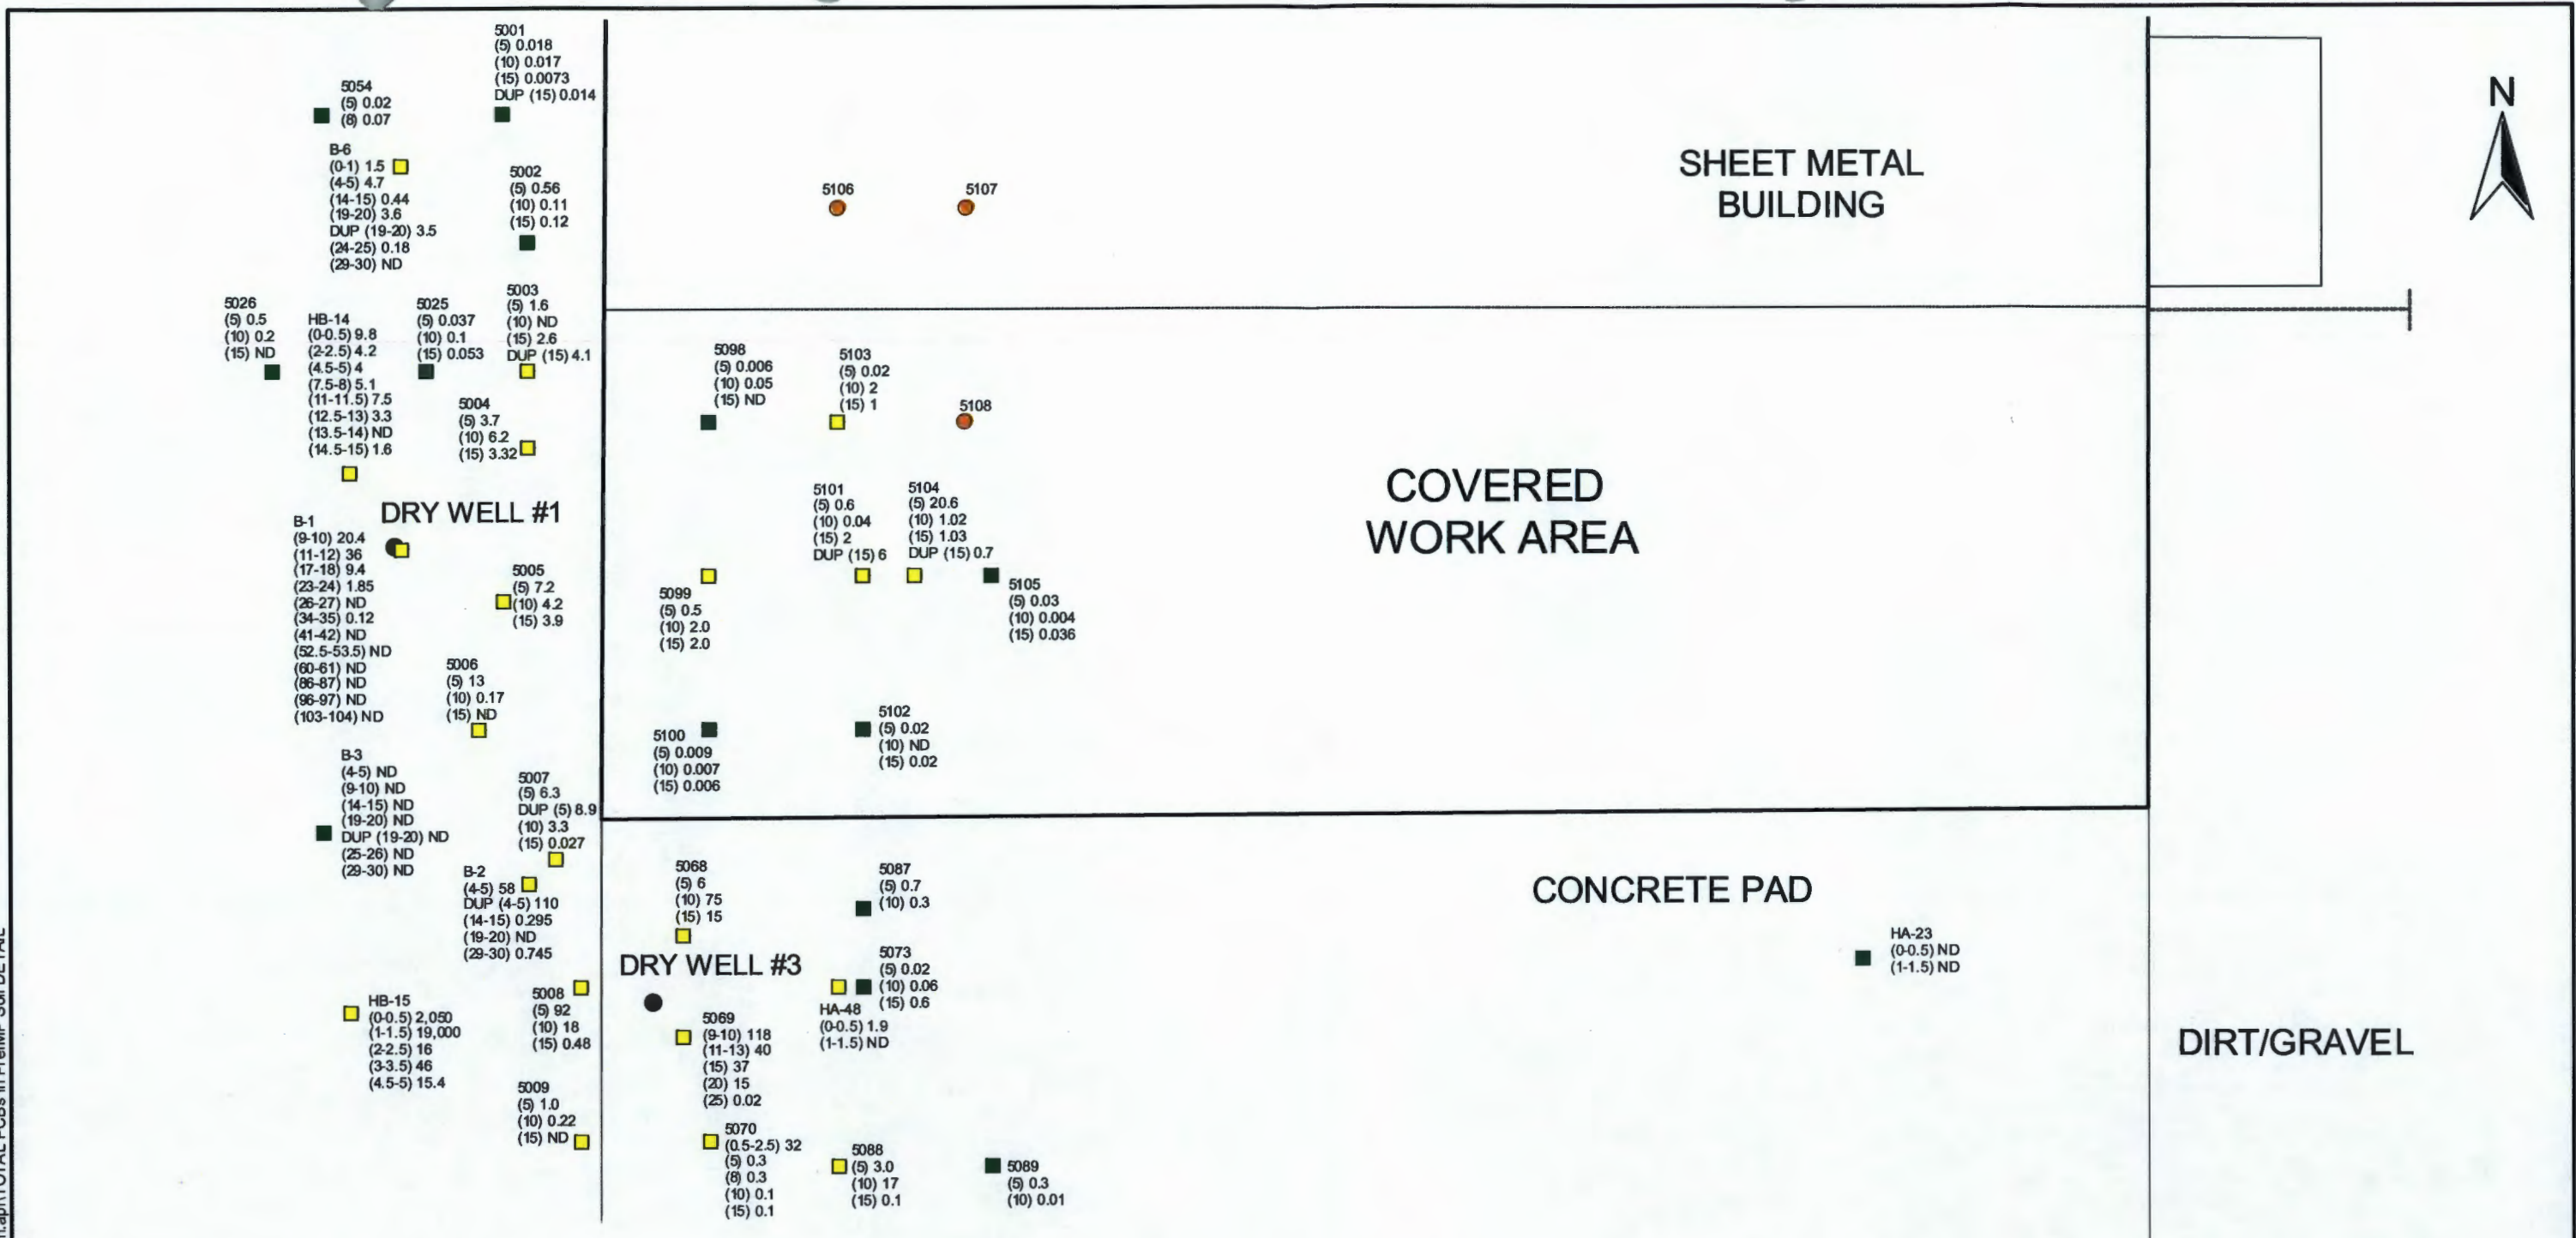 5001
(5) 0.018
(10) 0.017
(15) 0.0073
DUP (15) 0.014
5054
(5) 0.02
(8) 0.07
B-6
(0-1) 1.5
(4-5) 4.7
(14-15) 0.44
(19-20) 3.6
DUP (19-20) 3.5
(24-25) 0.18
(29-30) ND
5002
(5) 0.56
(10) 0.11
(15) 0.12
5106
5107
SHEET METAL
BUILDING
N
5026
(5) 0.5
(10) 0.2
(15) ND
HB-14
(0-0.5) 9.8
(2-2.5) 4.2
(4.5-5) 4
(7.5-8) 5.1
(11-11.5) 7.5
(12.5-13) 3.3
(13.5-14) ND
(14.5-15) 1.6
5025
(5) 0.037
(10) 0.1
(15) 0.053
5003
(5) 1.6
(10) ND
(15) 2.6
DUP (15) 4.1
5004
(5) 3.7
(10) 6.2
(15) 3.32
5098
(5) 0.006
(10) 0.05
(15) ND
5103
(5) 0.02
(10) 2
(15) 1
5108
DRY WELL #1
B-1
(9-10) 20.4
(11-12) 36
(17-18) 9.4
(23-24) 1.85
(26-27) ND
(34-35) 0.12
(41-42) ND
(52.5-53.5) ND
(60-61) ND
(86-87) ND
(96-97) ND
(103-104) ND
5101
(5) 0.6
(10) 0.04
(15) 2
DUP (15) 6
5104
(5) 20.6
(10) 1.02
(15) 1.03
DUP (15) 0.7
COVERED
WORK AREA
5005
(5) 7.2
(10) 4.2
(15) 3.9
5099
(5) 0.5
(10) 2.0
(15) 2.0
5105
(5) 0.03
(10) 0.004
(15) 0.036
5006
(5) 13
(10) 0.17
(15) ND
5100
(5) 0.009
(10) 0.007
(15) 0.006
5102
(5) 0.02
(10) ND
(15) 0.02
B-3
(4-5) ND
(9-10) ND
(14-15) ND
(19-20) ND
DUP (19-20) ND
(25-26) ND
(29-30) ND
5007
(5) 6.3
DUP (5) 8.9
(10) 3.3
(15) 0.027
B-2
(4-5) 58
DUP (4-5) 110
(14-15) 0.295
(19-20) ND
(29-30) 0.745
5068
(5) 6
(10) 75
(15) 15
5087
(5) 0.7
(10) 0.3
CONCRETE PAD
HA-23
(0-0.5) ND
(1-1.5) ND
DRY WELL #3
5073
(5) 0.02
(10) 0.06
(15) 0.6
HA-48
(0-0.5) 1.9
(1-1.5) ND
HB-15
(0-0.5) 2,050
(1-1.5) 19,000
(2-2.5) 16
(3-3.5) 46
(4.5-5) 15.4
5008
(5) 92
(10) 18
(15) 0.48
5069
(9-10) 118
(11-13) 40
(15) 37
(20) 15
(25) 0.02
DIRT/GRAVEL
5009
(5) 1.0
(10) 0.22
(15) ND
5070
(0.5-2.5) 32
(5) 0.3
(8) 0.3
(10) 0.1
(15) 0.1
5088
(5) 3.0
(10) 17
(15) 0.1
5089
(5) 0.3
(10) 0.01